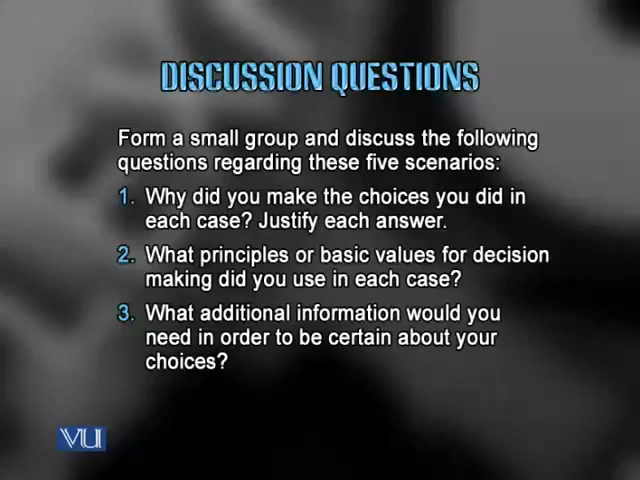 DISCUSSION QUESTIONS
Form a small group and discuss the following
questions regarding these five scenarios:
1. Why did you make the choices you did in
each case? Justify each answer.
2. What principles or basic values for decision
making did you use in each case?
3. What additional information would you
need in order to be certain about your
choices?
VU